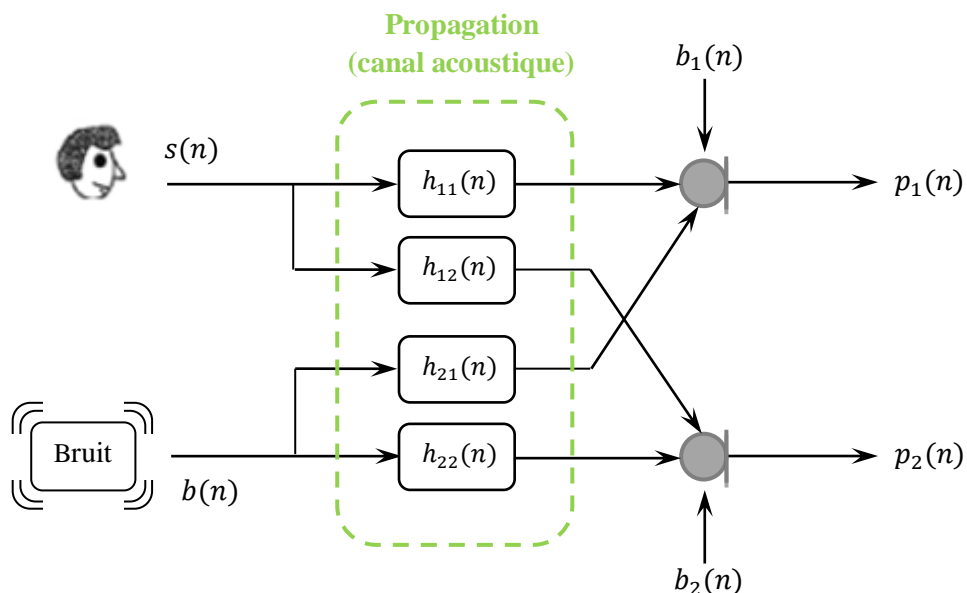 Propagation
(canal acoustique)
b₁(n)
s(n)
h₁₁(n)
p₁(n)
h₁₂(n)
h₂₁(n)
Bruit
h₂₂(n)
p₂(n)
b(n)
b₂(n)